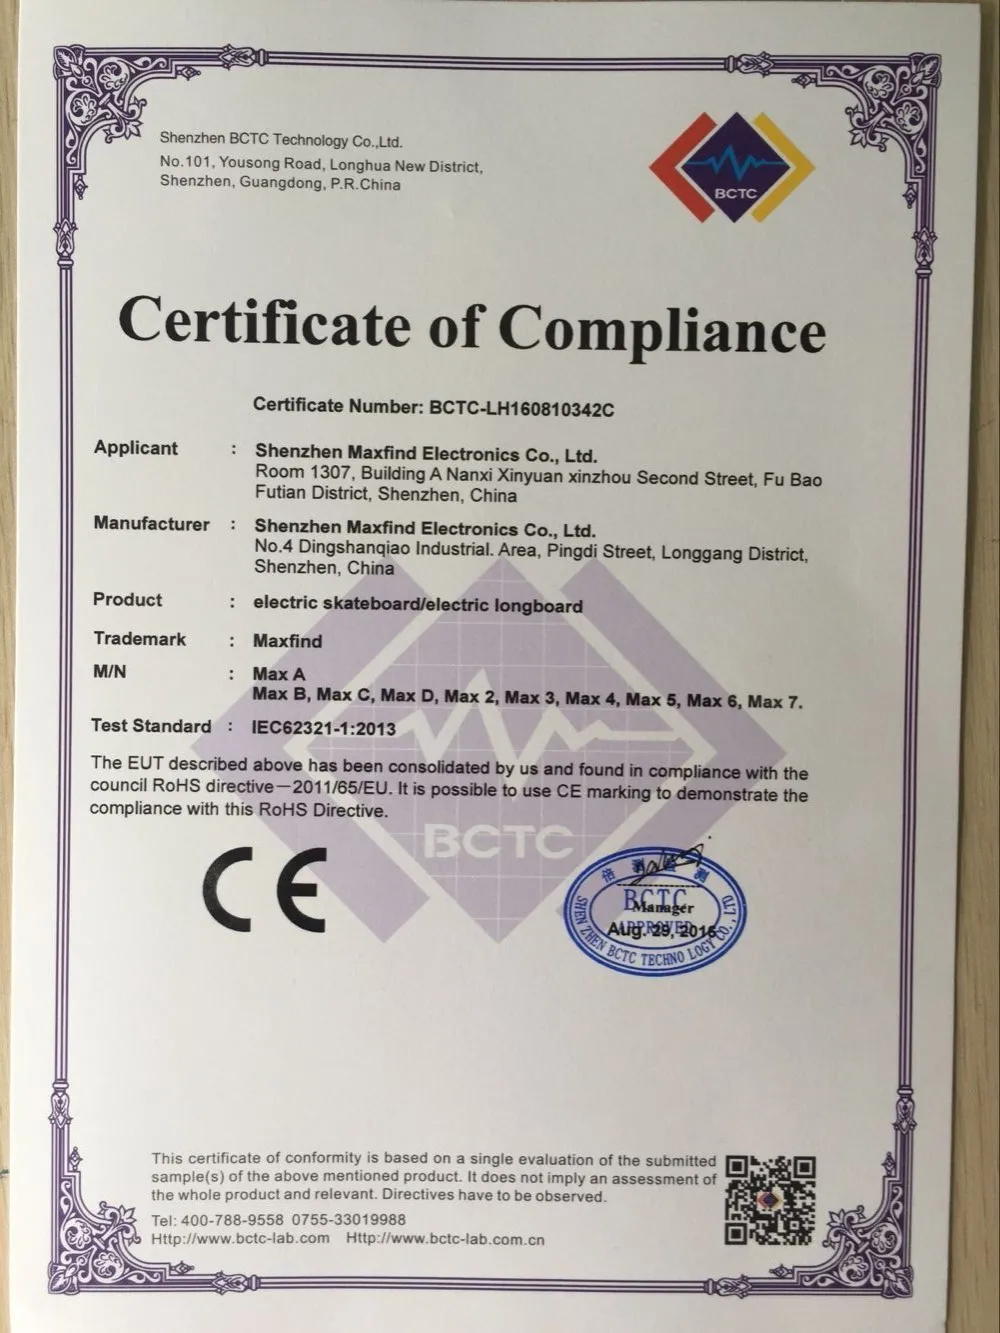 Shenzhen BCTC Technology Co.,Ltd.
No.101, Yousong Road, Longhua New District,
Shenzhen, Guangdong, P.R.China
BCTC
Certificate of Compliance
Certificate Number: BCTC-LH160810342C
Applicant : Shenzhen Maxfind Electronics Co., Ltd.
Room 1307, Building A Nanxi Xinyuan xinzhou Second Street, Fu Bao
Futian District, Shenzhen, China
Manufacturer : Shenzhen Maxfind Electronics Co., Ltd.
No.4 Dingshanqiao Industrial. Area, Pingdi Street, Longgang District,
Shenzhen, China
Product : electric skateboard/electric longboard
Trademark : Maxfind
M/N : Max A
Max B, Max C, Max D, Max 2, Max 3, Max 4, Max 5, Max 6, Max 7.
Test Standard : IEC62321-1:2013
The EUT described above has been consolidated by us and found in compliance with the
council RoHS directive—2011/65/EU. It is possible to use CE marking to demonstrate the
compliance with this RoHS Directive.
BCTC
CE
倍测 测
BCTC
Manager
APPROVED
Aug. 29, 2016
SHEN ZHEN BCTC TECHNO LOGY CO., LTD
This certificate of conformity is based on a single evaluation of the submitted
sample(s) of the above mentioned product. It does not imply an assessment of
the whole product and relevant. Directives have to be observed.
Tel: 400-788-9558 0755-33019988
Http://www.bctc-lab.com Http://www.bctc-lab.com.cn